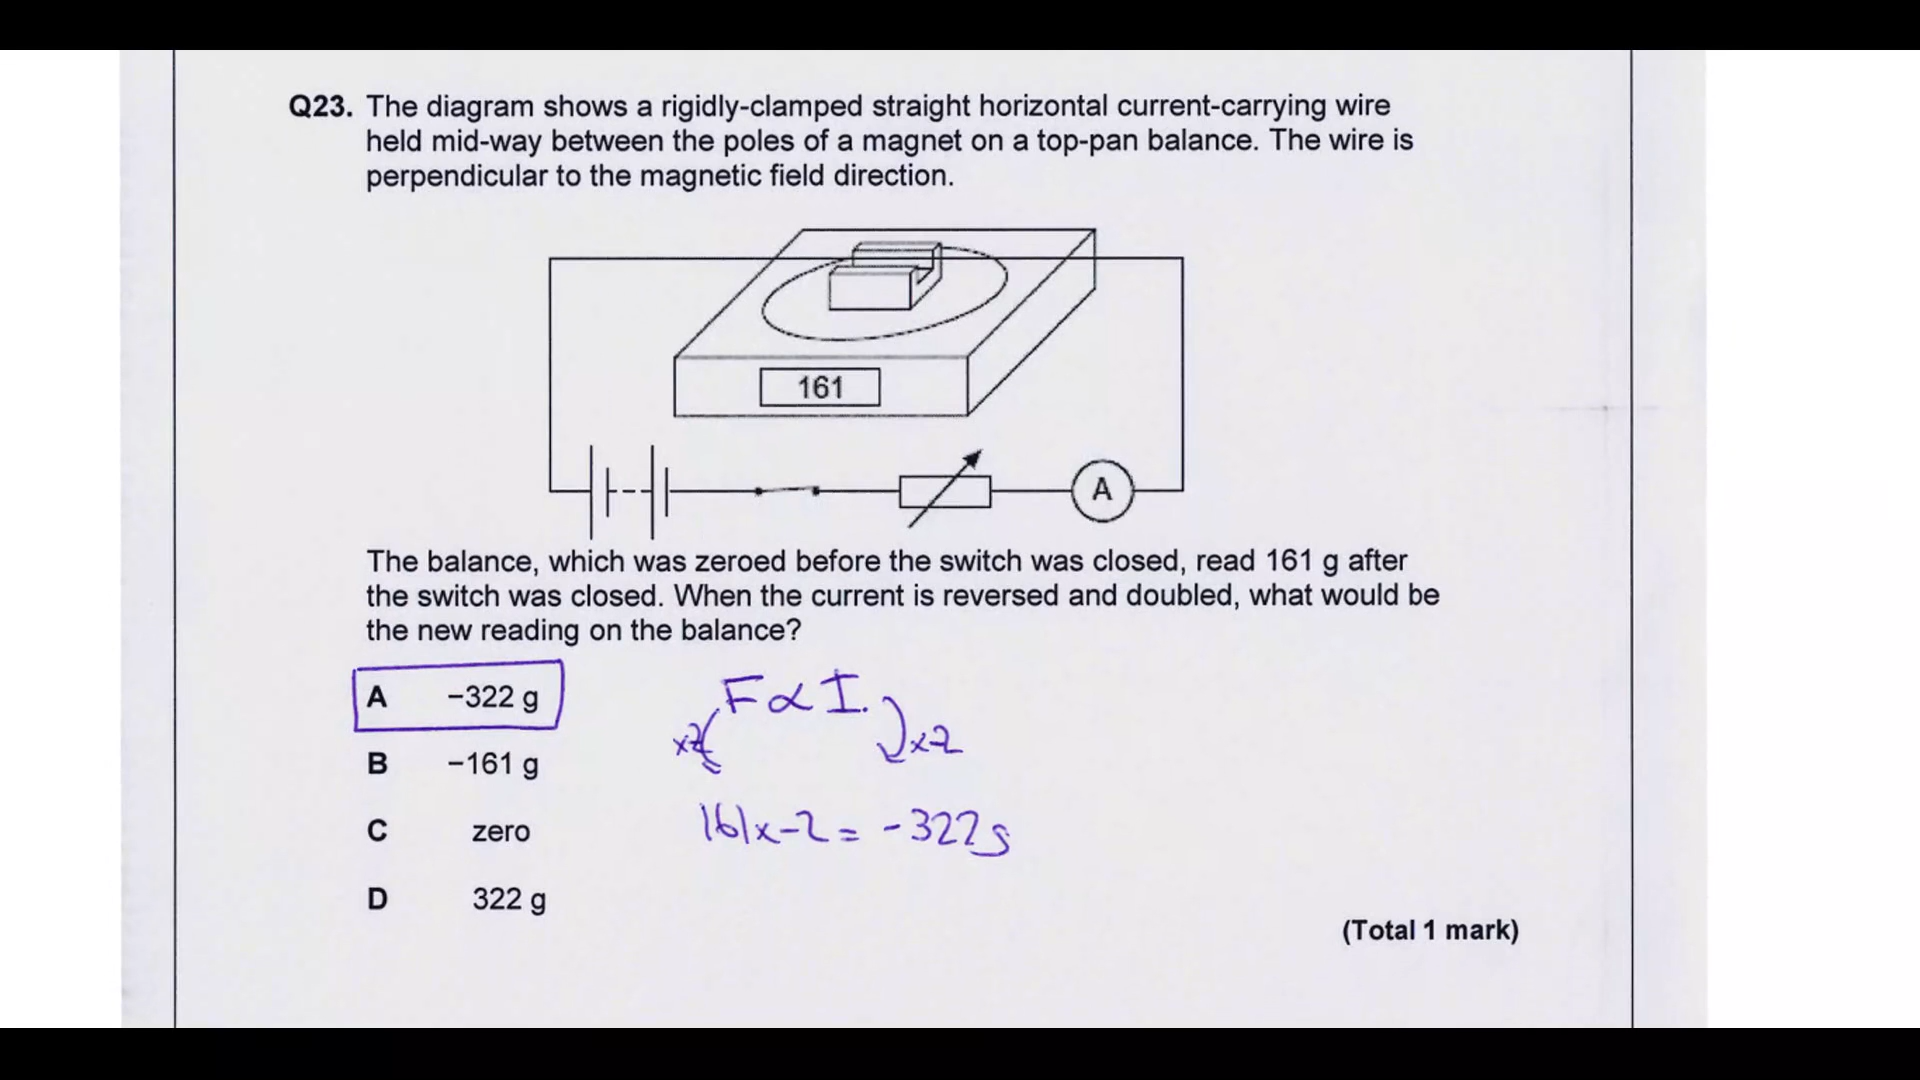 Q23. The diagram shows a rigidly-clamped straight horizontal current-carrying wire
held mid-way between the poles of a magnet on a top-pan balance. The wire is
perpendicular to the magnetic field direction.
161
A
The balance, which was zeroed before the switch was closed, read 161 g after
the switch was closed. When the current is reversed and doubled, what would be
the new reading on the balance?
A −322 g
F ∝ I.
x2 x2
B −161 g
161x-2 = -322g
C zero
D 322 g
(Total 1 mark)